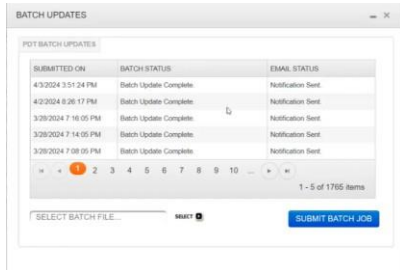 BATCH UPDATES
PDT BATCH UPDATES
SUBMITTED ON BATCH STATUS EMAIL STATUS
4/3/2024 3:51:24 PM Batch Update Complete. Notification Sent.
4/2/2024 8:26:17 PM Batch Update Complete. Notification Sent.
3/28/2024 7:16:05 PM Batch Update Complete. Notification Sent.
3/28/2024 7:14:05 PM Batch Update Complete. Notification Sent.
3/28/2024 7:08:05 PM Batch Update Complete. Notification Sent.
1 2 3 4 5 6 7 8 9 10 ...
1 - 5 of 1765 items
SELECT BATCH FILE... SELECT SUBMIT BATCH JOB